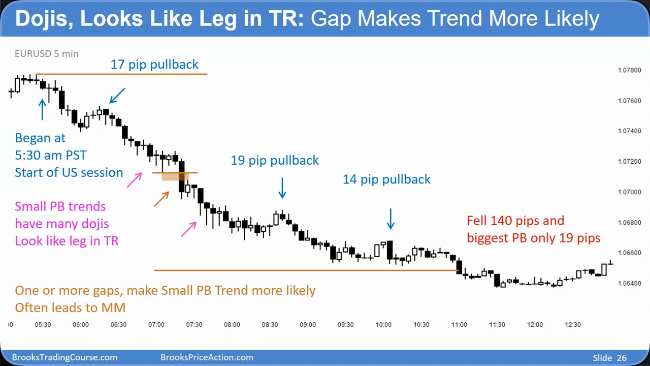 Dojis, Looks Like Leg in TR: Gap Makes Trend More Likely
EURUSD 5 min
17 pip pullback
1.07800
1.07600
1.07400
1.07200
1.07000
1.06800
1.06600
1.06400
Began at
5:30 am PST
Start of US session
19 pip pullback
14 pip pullback
Small PB trends
have many dojis
Look like leg in TR
Fell 140 pips and
biggest PB only 19 pips
One or more gaps, make Small PB Trend more likely
Often leads to MM
05:30 06:00 06:30 07:00 07:30 08:00 08:30 09:00 09:30 10:00 10:30 11:00 11:30 12:00 12:30
BrooksTradingCourse.com BrooksPriceAction.com Slide 26